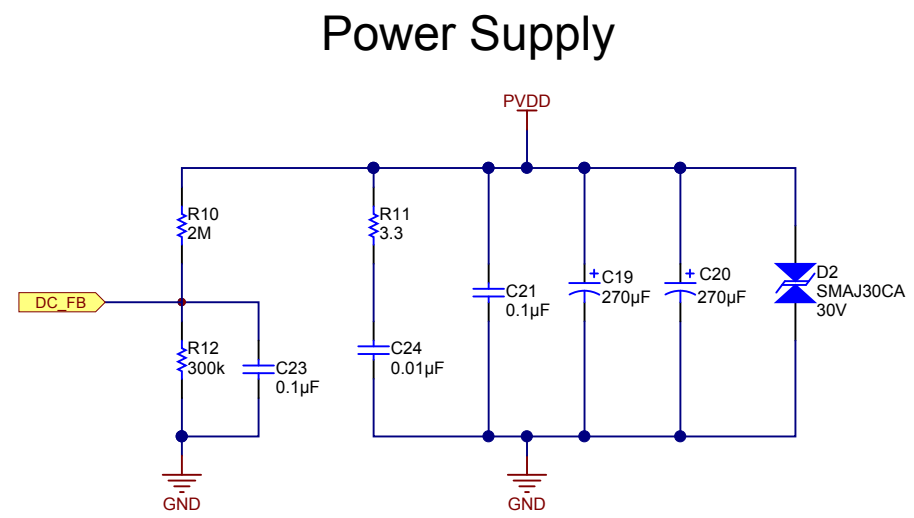 Power Supply
PVDD
R10
2M
R11
3.3
DC_FB
R12
300k
C23
0.1µF
C24
0.01µF
C21
0.1µF
+
C19
270µF
+
C20
270µF
D2
SMAJ30CA
30V
GND
GND